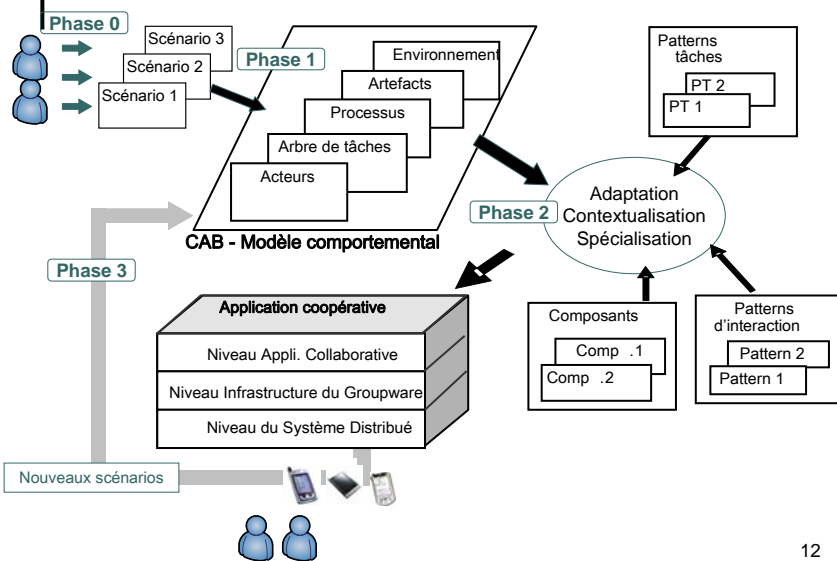 Phase 0
Scénario 3
Scénario 2
Scénario 1
Phase 1
Environnement
Artefacts
Processus
Arbre de tâches
Acteurs
CAB - Modèle comportemental
Patterns
tâches
PT 2
PT 1
Phase 2
Adaptation
Contextualisation
Spécialisation
Phase 3
Application coopérative
Niveau Appli. Collaborative
Niveau Infrastructure du Groupware
Niveau du Système Distribué
Composants
Comp .1
Comp .2
Patterns
d'interaction
Pattern 2
Pattern 1
Nouveaux scénarios
12